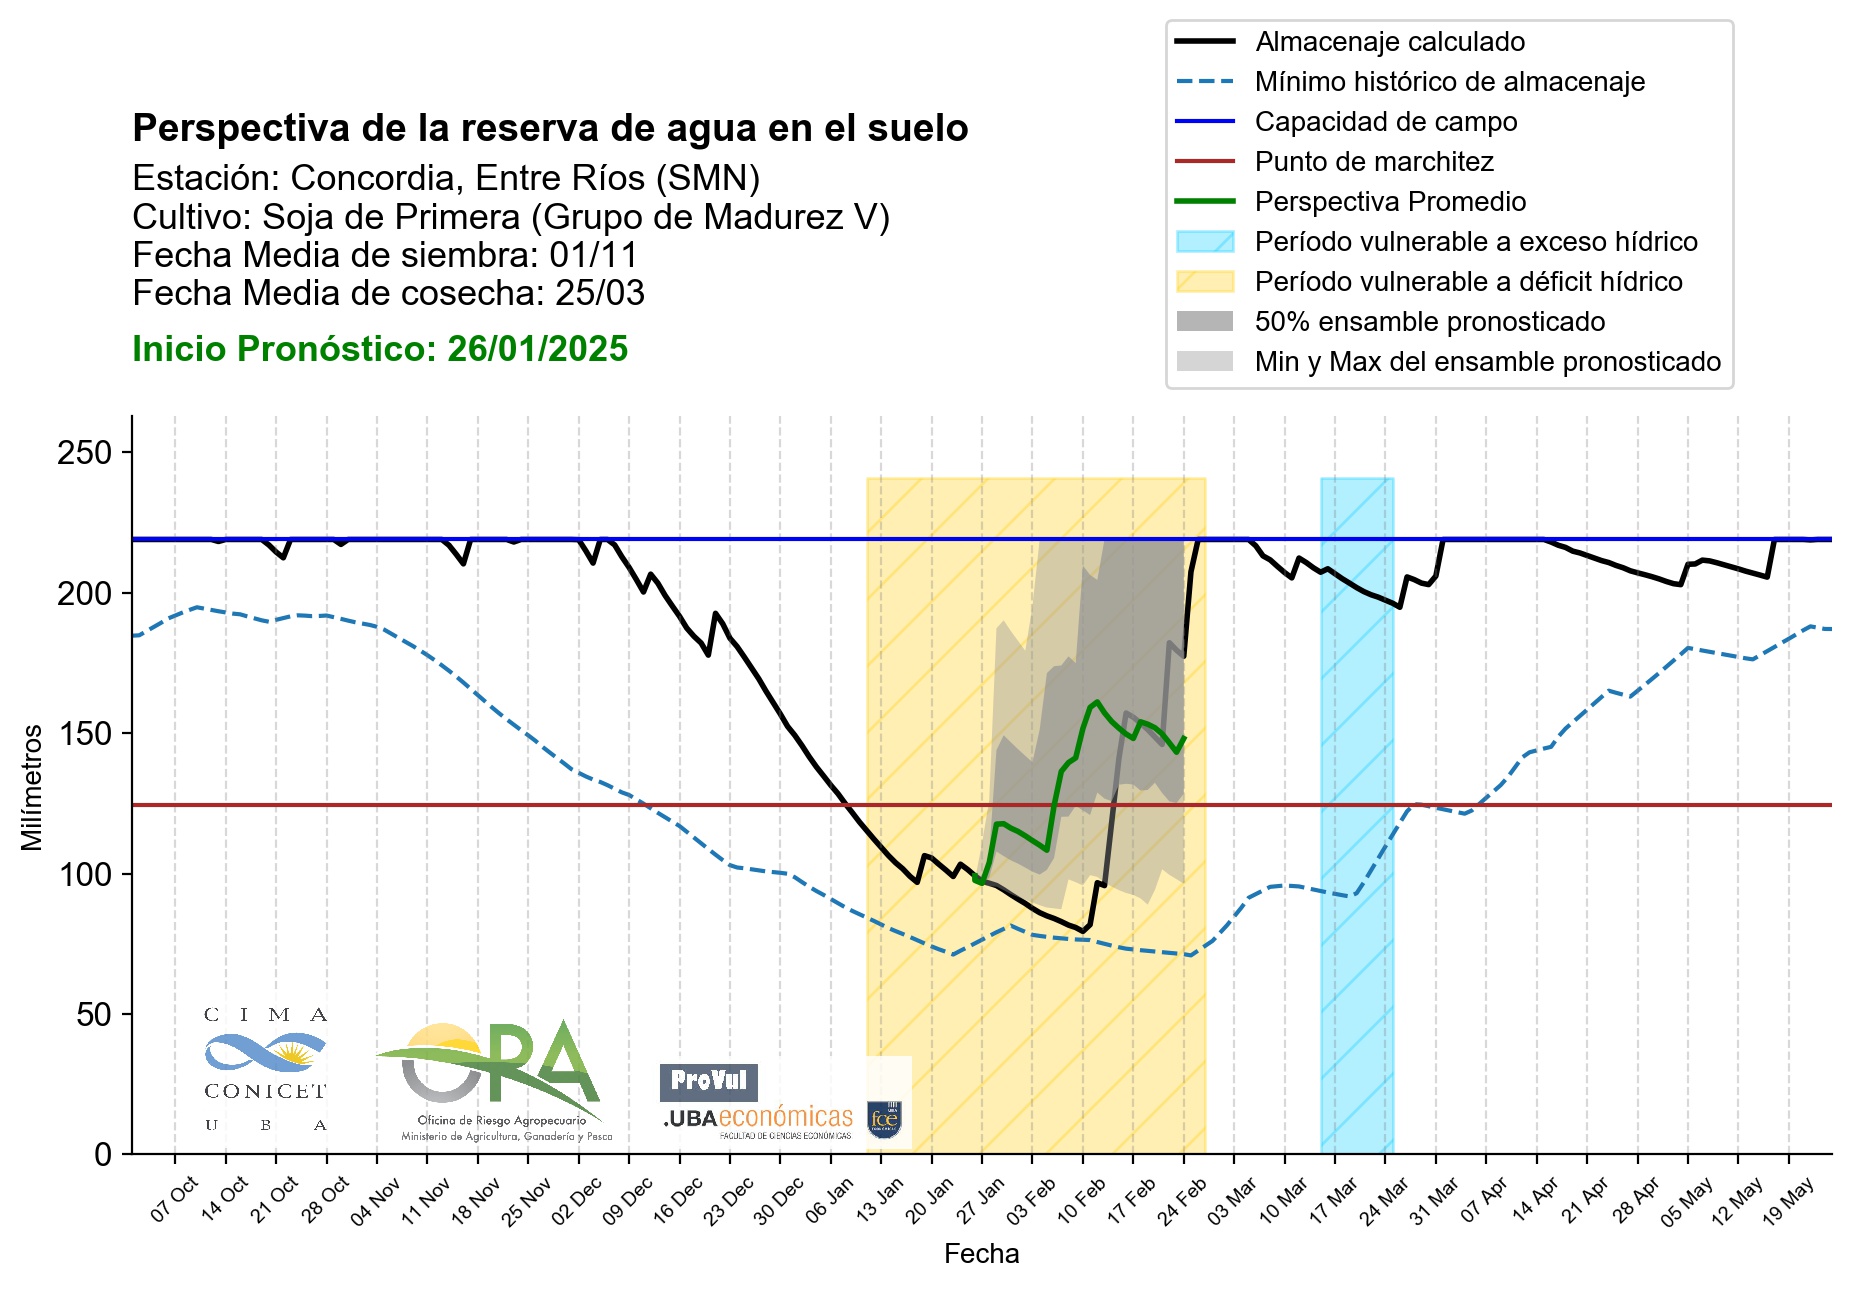 Almacenaje calculado
Mínimo histórico de almacenaje
Capacidad de campo
Punto de marchitez
Perspectiva Promedio
Período vulnerable a exceso hídrico
Período vulnerable a déficit hídrico
50% ensamble pronosticado
Min y Max del ensamble pronosticado
Perspectiva de la reserva de agua en el suelo
Estación: Concordia, Entre Ríos (SMN)
Cultivo: Soja de Primera (Grupo de Madurez V)
Fecha Media de siembra: 01/11
Fecha Media de cosecha: 25/03
Inicio Pronóstico: 26/01/2025
250
200
150
100
50
0
Milímetros
CIMA
CONICET
UBA
OPA
Oficina de Riesgo Agropecuario
Ministerio de Agricultura, Ganadería y Pesca
ProVul
.UBAeconómicas
FACULTAD DE CIENCIAS ECONÓMICAS
UBA
fce
07 Oct
14 Oct
21 Oct
28 Oct
04 Nov
11 Nov
18 Nov
25 Nov
02 Dec
09 Dec
16 Dec
23 Dec
30 Dec
06 Jan
13 Jan
20 Jan
27 Jan
03 Feb
10 Feb
17 Feb
24 Feb
03 Mar
10 Mar
17 Mar
24 Mar
31 Mar
07 Apr
14 Apr
21 Apr
28 Apr
05 May
12 May
19 May
Fecha